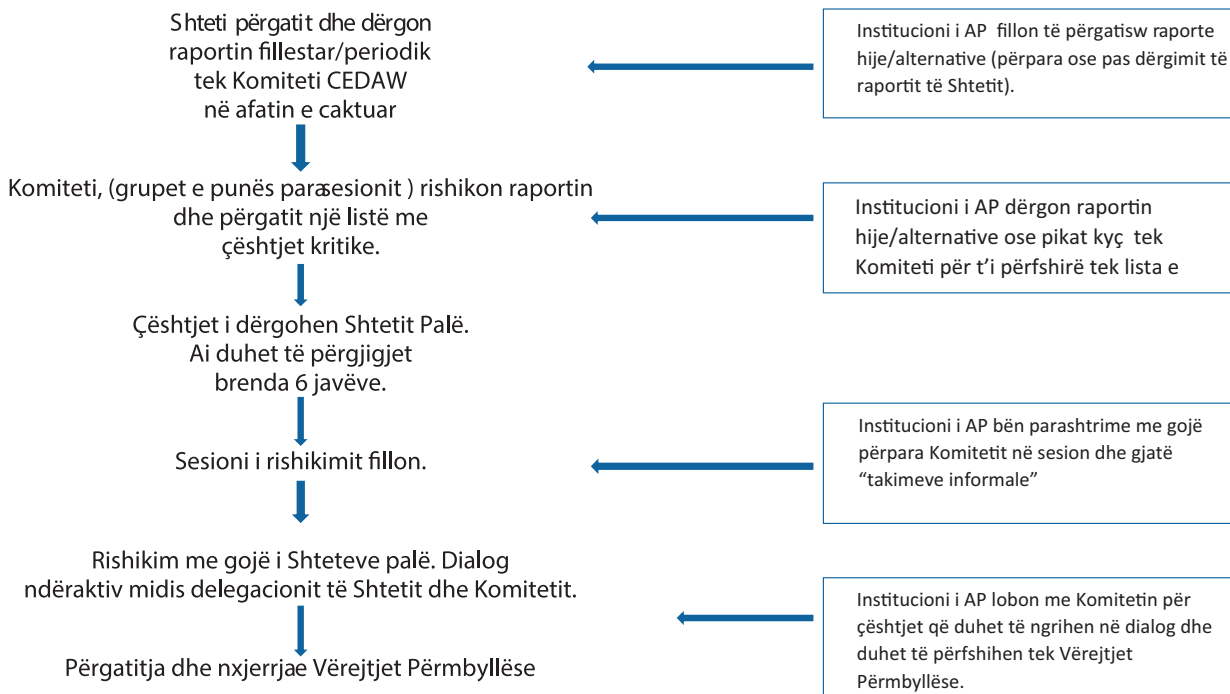 Shteti përgatit dhe dërgon
raportin fillestar/periodik
tek Komiteti CEDAW
në afatin e caktuar
Institucioni i AP fillon të përgatisw raporte
hije/alternative (përpara ose pas dërgimit të
raportit të Shtetit).
Komiteti, (grupet e punës parasesionit ) rishikon raportin
dhe përgatit një listë me
çështjet kritike.
Institucioni i AP dërgon raportin
hije/alternative ose pikat kyç tek
Komiteti për t’i përfshirë tek lista e
Çështjet i dërgohen Shtetit Palë.
Ai duhet të përgjigjet
brenda 6 javëve.
Sesioni i rishikimit fillon.
Institucioni i AP bën parashtrime me gojë
përpara Komitetit në sesion dhe gjatë
“takimeve informale”
Rishikim me gojë i Shteteve palë. Dialog
ndëraktiv midis delegacionit të Shtetit dhe Komitetit.
Institucioni i AP lobon me Komitetin për
çështjet që duhet të ngrihen në dialog dhe
duhet të përfshihen tek Vërejtjet
Përmbyllëse.
Përgatitja dhe nxjerrjae Vërejtjet Përmbyllëse